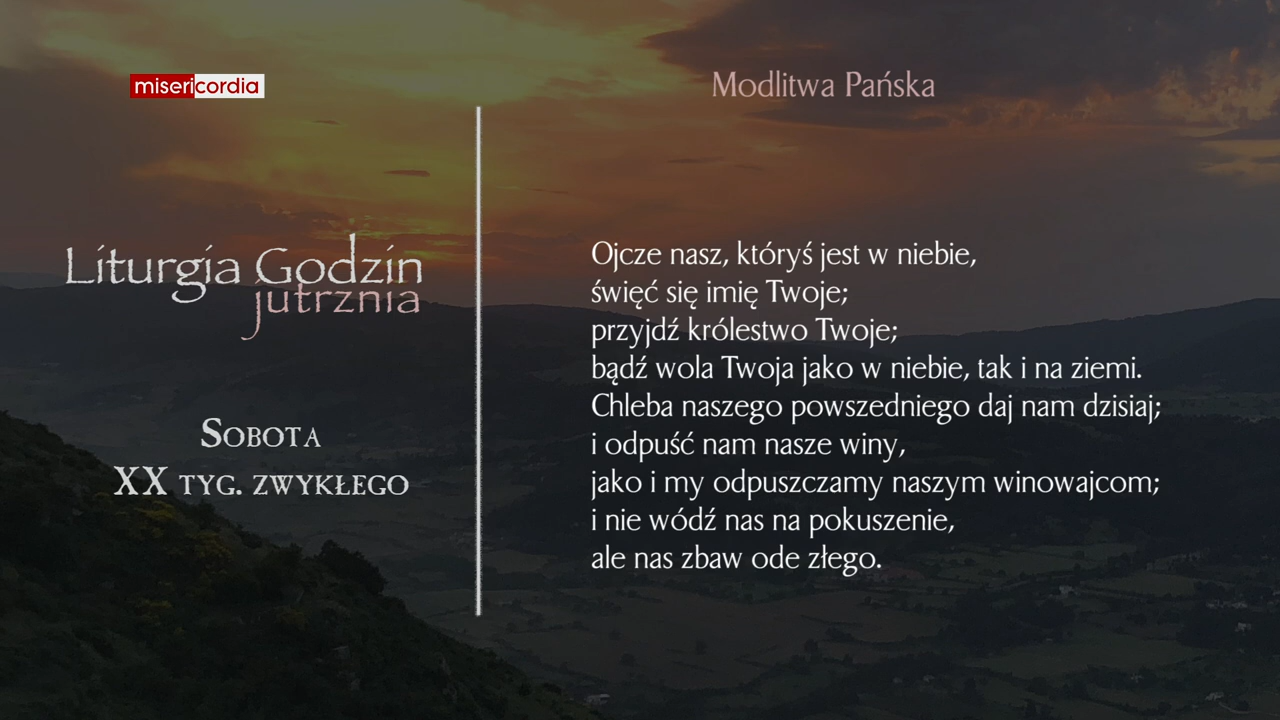 misericordia
Liturgia Godzin
jutrznia
Sobota
XX tyg. zwykłego
Modlitwa Pańska
Ojcze nasz, któryś jest w niebie,
święć się imię Twoje;
przyjdź królestwo Twoje;
bądź wola Twoja jako w niebie, tak i na ziemi.
Chleba naszego powszedniego daj nam dzisiaj;
i odpuść nam nasze winy,
jako i my odpuszczamy naszym winowajcom;
i nie wódź nas na pokuszenie,
ale nas zbaw ode złego.